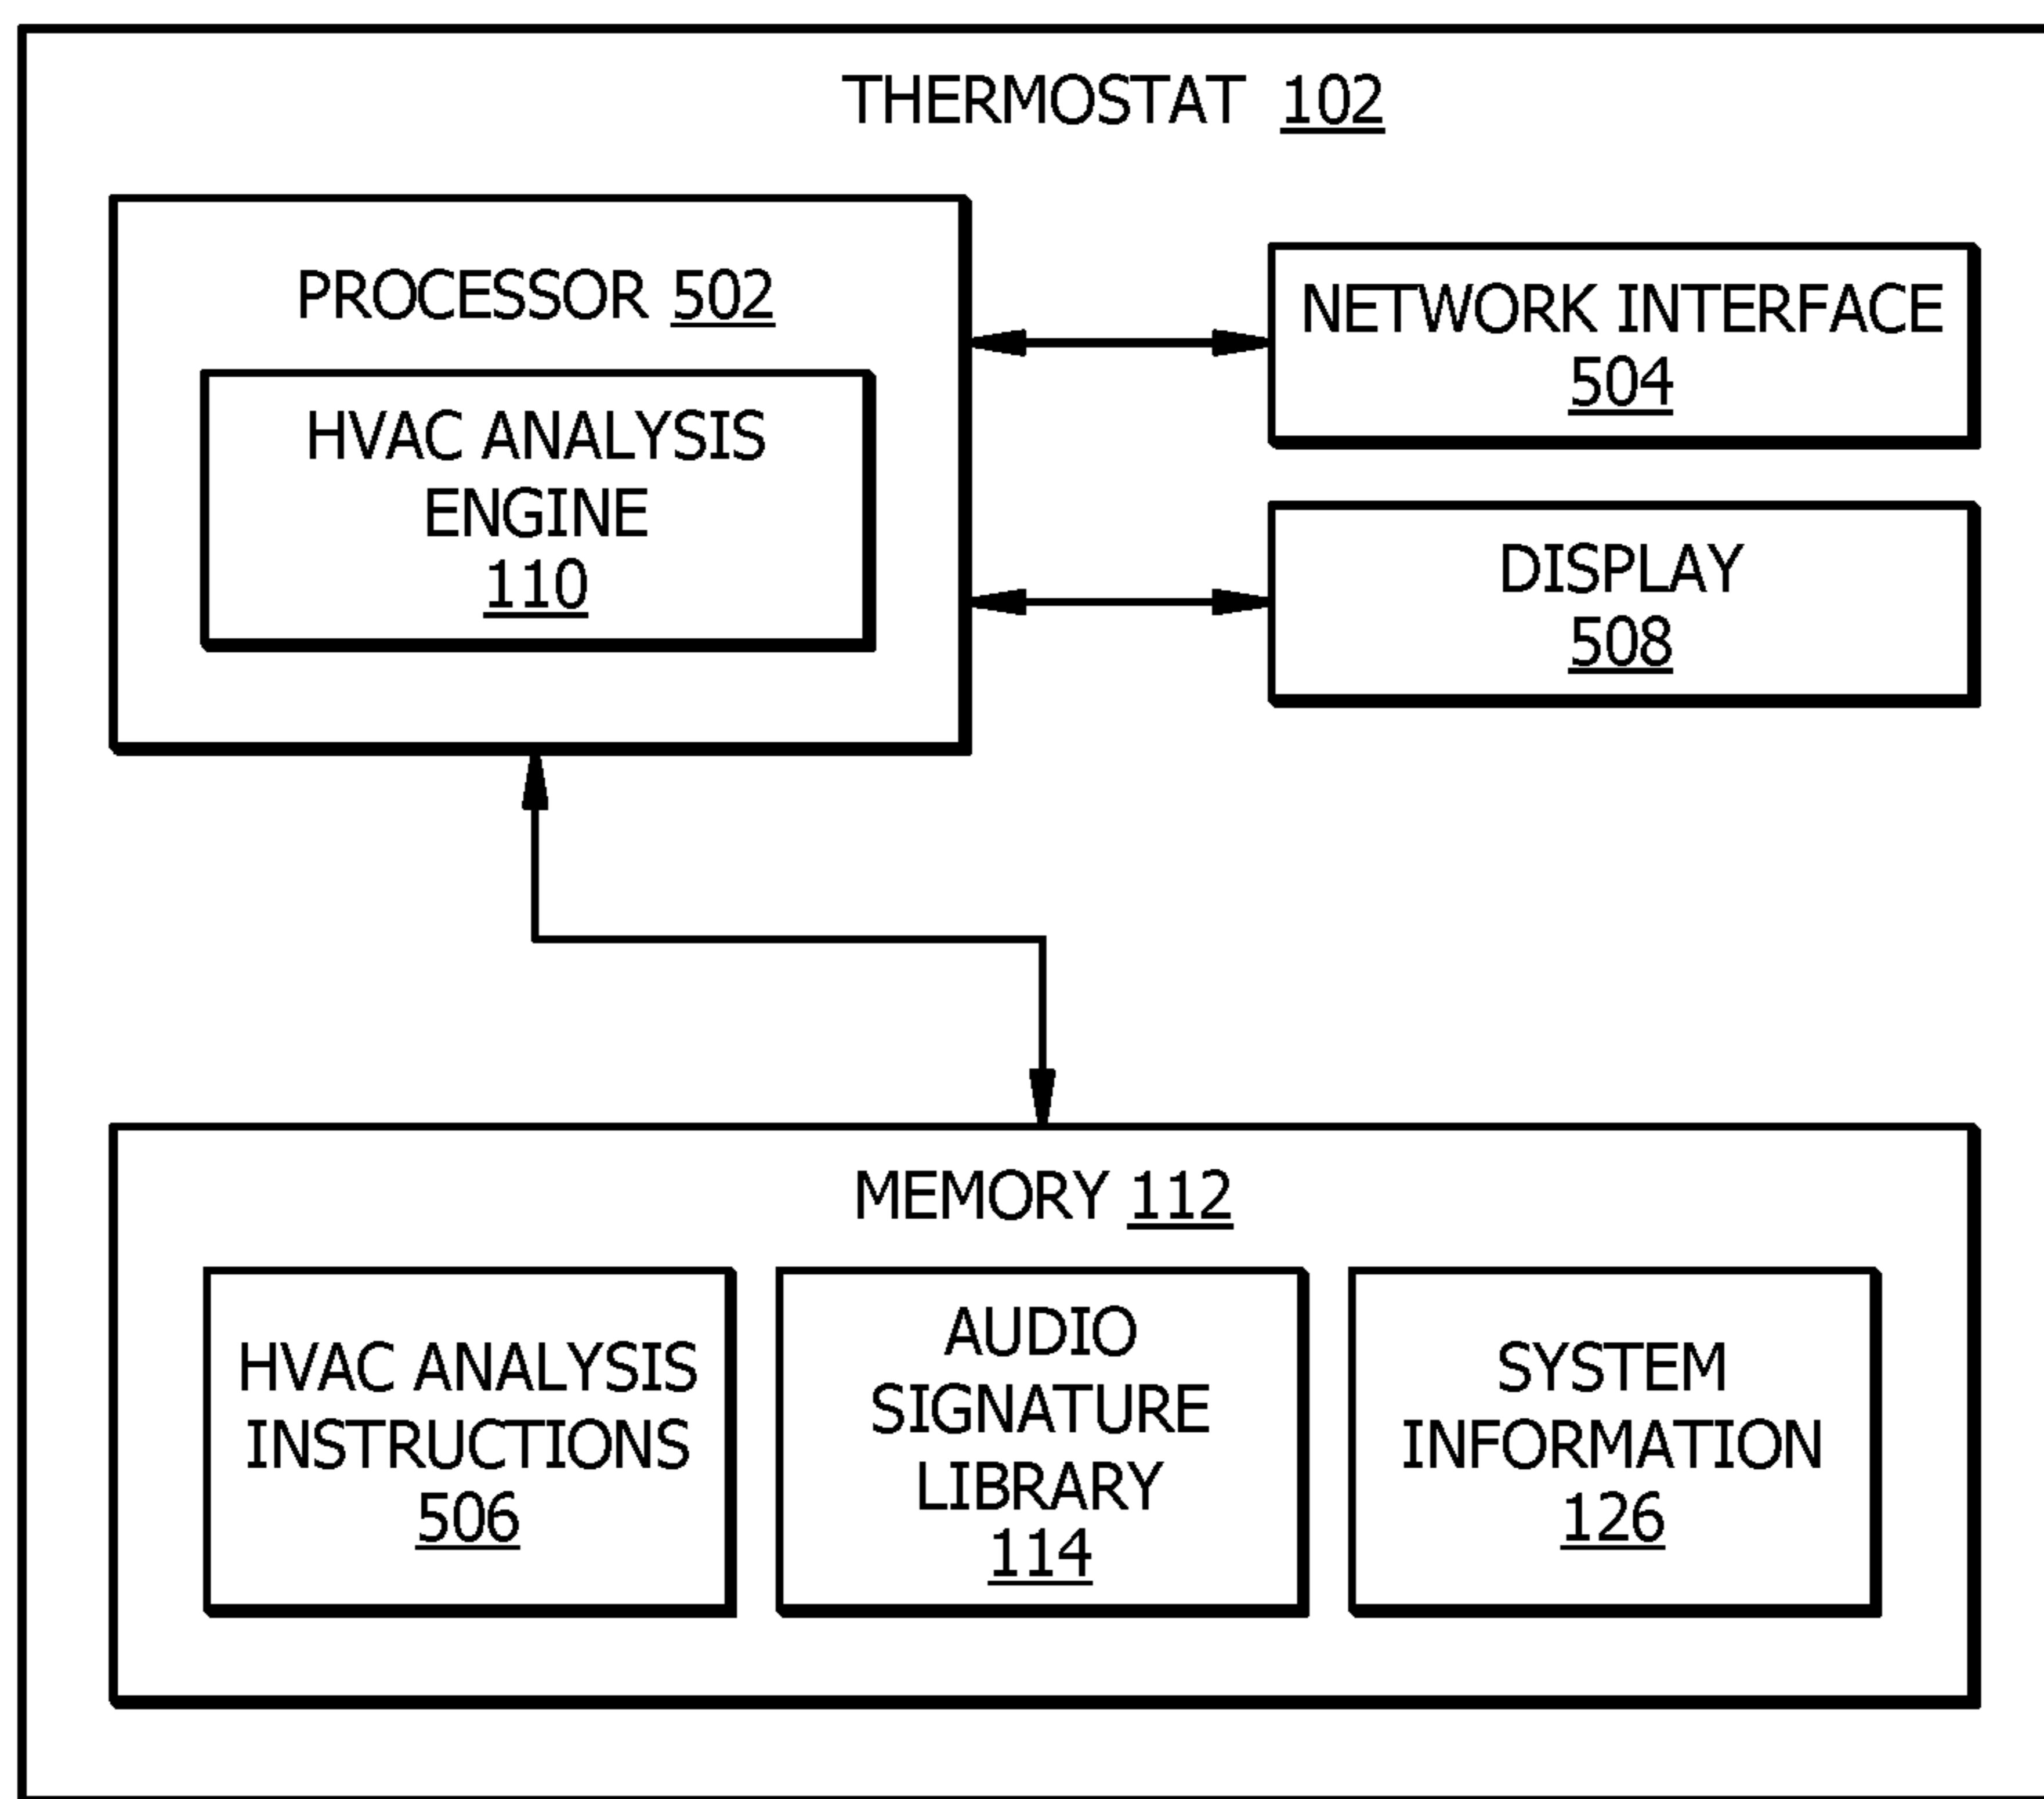 THERMOSTAT 102
PROCESSOR 502
HVAC ANALYSIS
ENGINE
110
NETWORK INTERFACE
504
DISPLAY
508
MEMORY 112
HVAC ANALYSIS
INSTRUCTIONS
506
AUDIO
SIGNATURE
LIBRARY
114
SYSTEM
INFORMATION
126